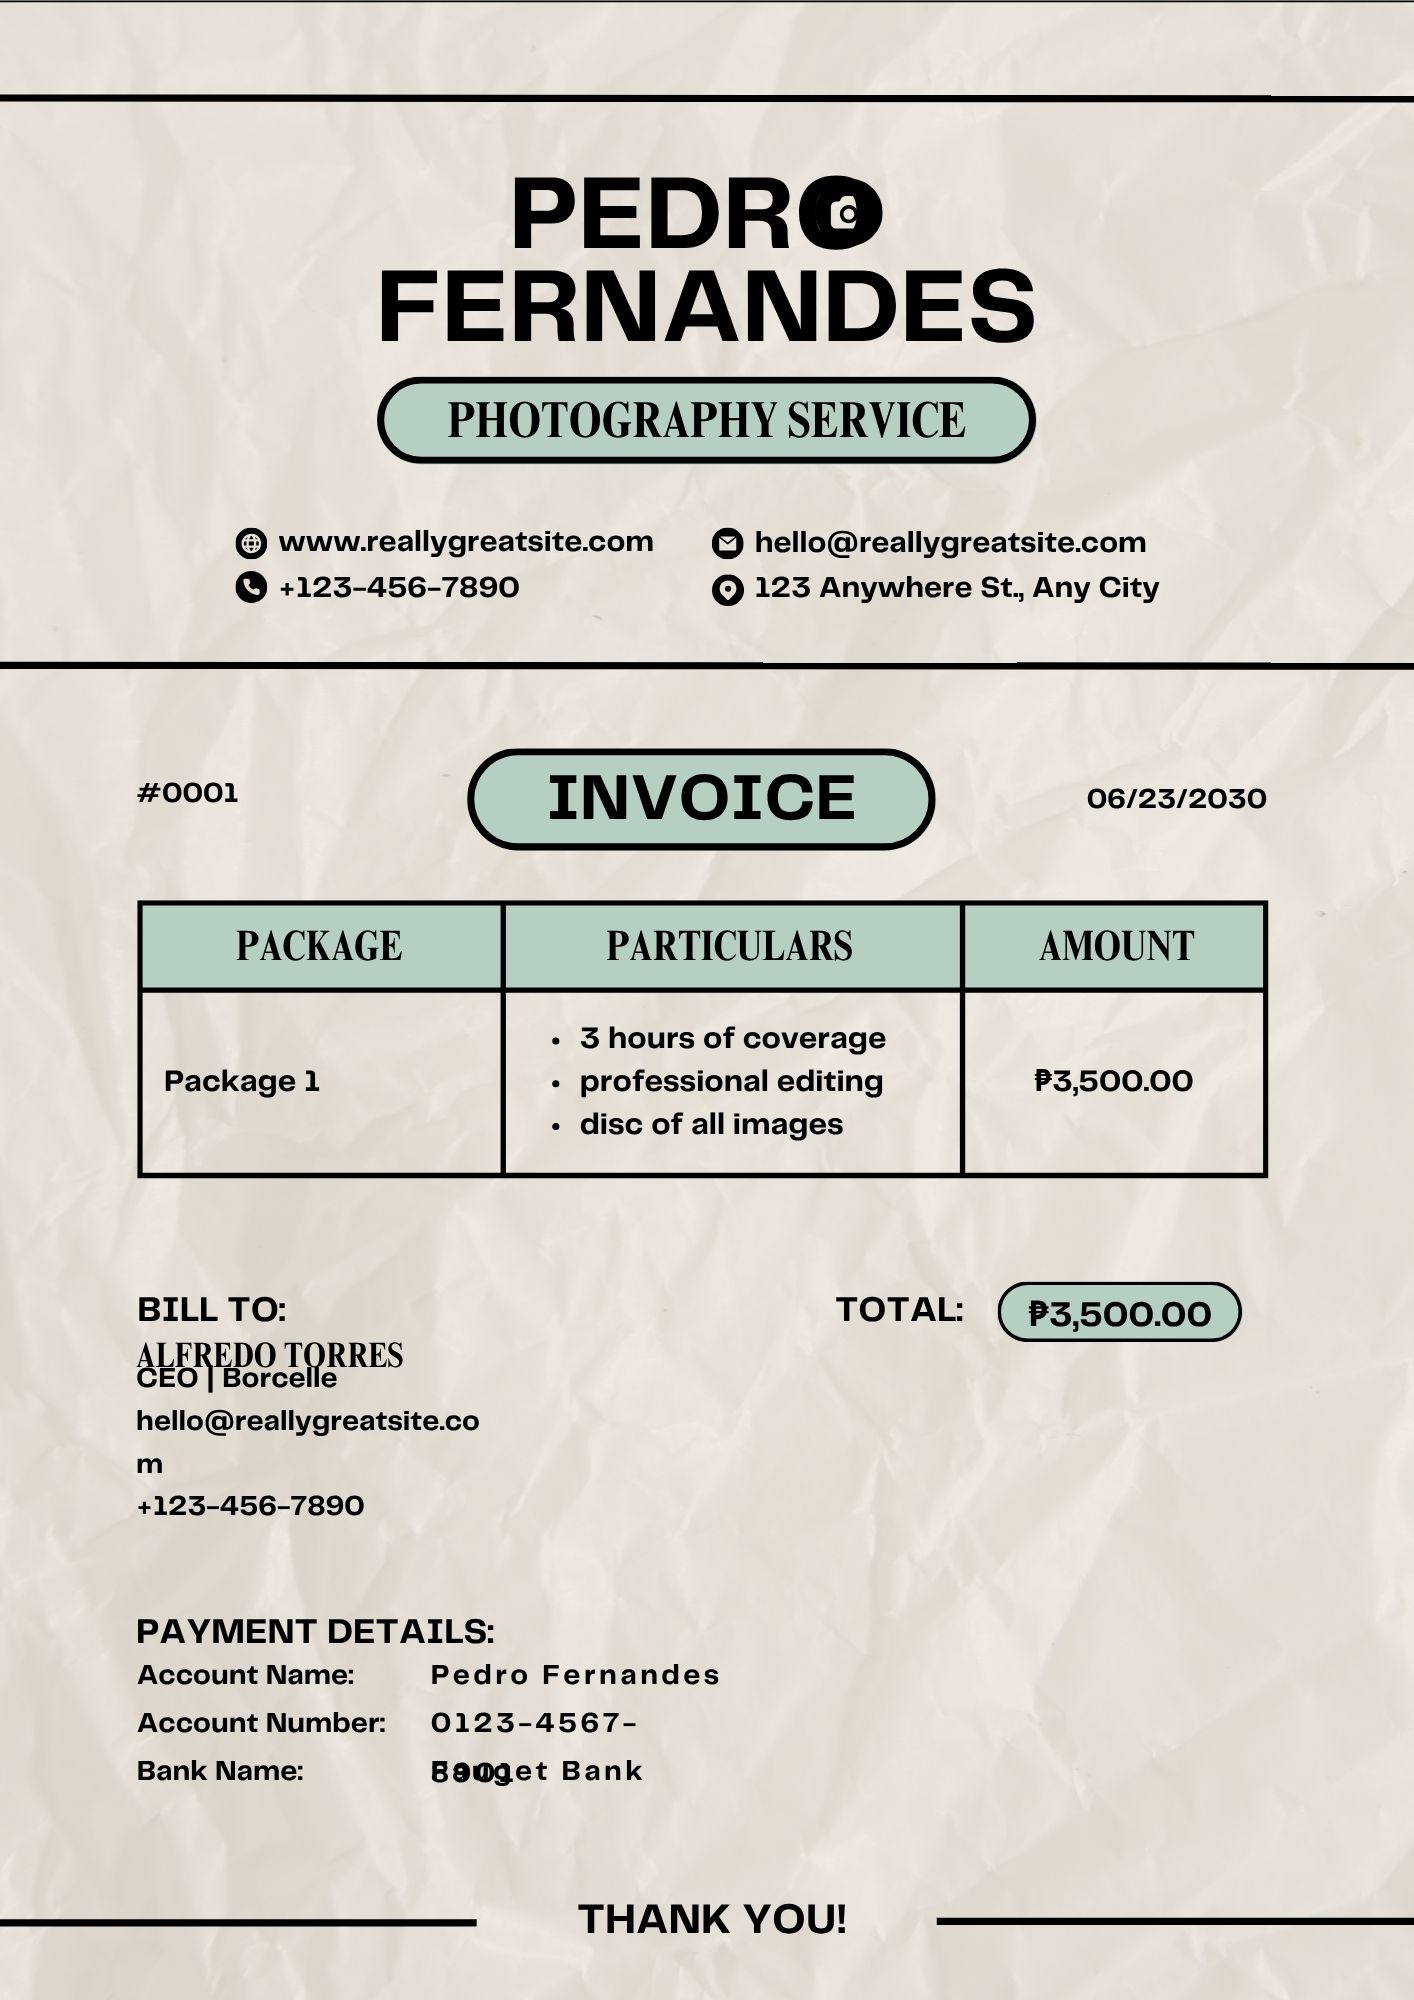 PEDRO
FERNANDES
PHOTOGRAPHY SERVICE
www.reallygreatsite.com
hello@reallygreatsite.com
+123-456-7890
123 Anywhere St., Any City
#0001
INVOICE
06/23/2030
PACKAGE
PARTICULARS
AMOUNT
Package 1
• 3 hours of coverage
• professional editing
• disc of all images
₱3,500.00
BILL TO:
ALFREDO TORRES
CEO | Borcelle
hello@reallygreatsite.co
m
+123-456-7890
TOTAL:
₱3,500.00
PAYMENT DETAILS:
Account Name:
Pedro Fernandes
Account Number:
0123-4567-
8901
Bank Name:
Fauget Bank
THANK YOU!